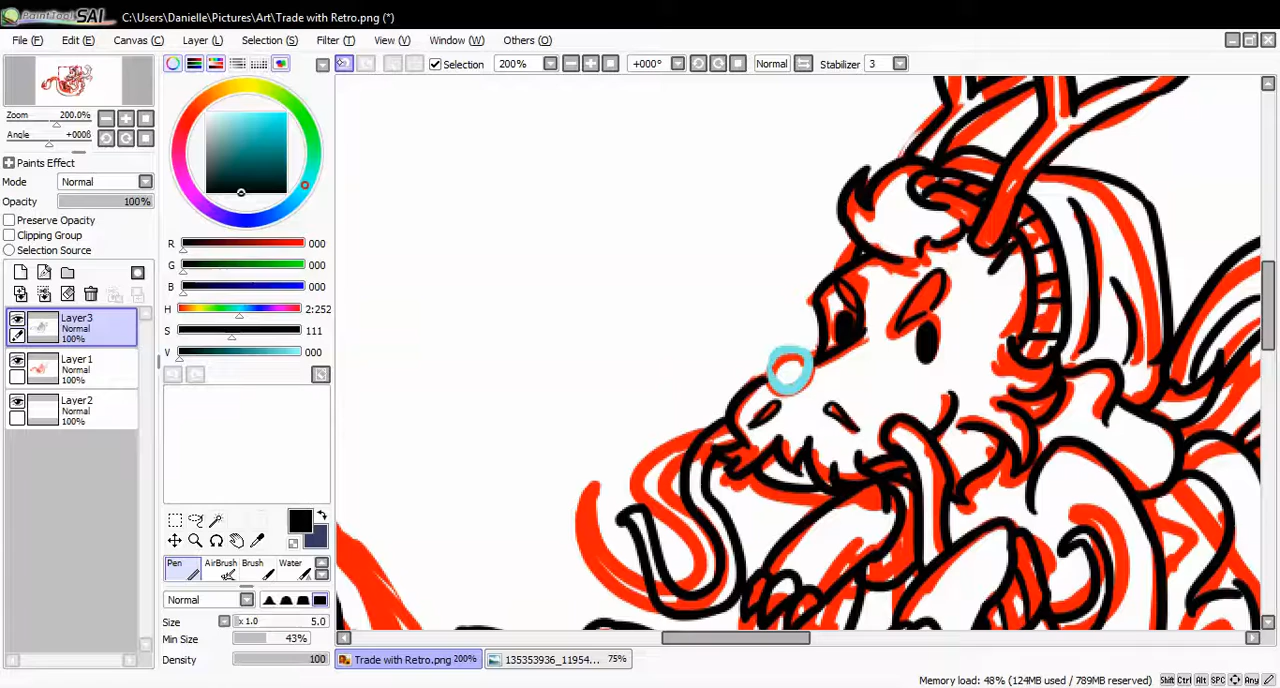 PaintTool SAI C:\Users\Danielle\Pictures\Art\Trade with Retro.png (*)
File (F) Edit (E) Canvas (C) Layer (L) Selection (S) Filter (T) View (V) Window (W) Others (O)
Selection 200% +000° Normal Stabilizer 3
Zoom 200.0%
Angle +000ß
Paints Effect
Mode Normal
Opacity 100%
Preserve Opacity
Clipping Group
Selection Source
Layer3
Normal
100%
Layer1
Normal
100%
Layer2
Normal
100%
R 000
G 000
B 000
H 2:252
S 111
V 000
Pen AirBrush Brush Water
Normal
Size x 1.0 5.0
Min Size 43%
Density 100
Trade with Retro.png 200% 135353936_11954... 75%
Memory load: 48% (124MB used / 789MB reserved) Shift Ctrl Alt SPC Any